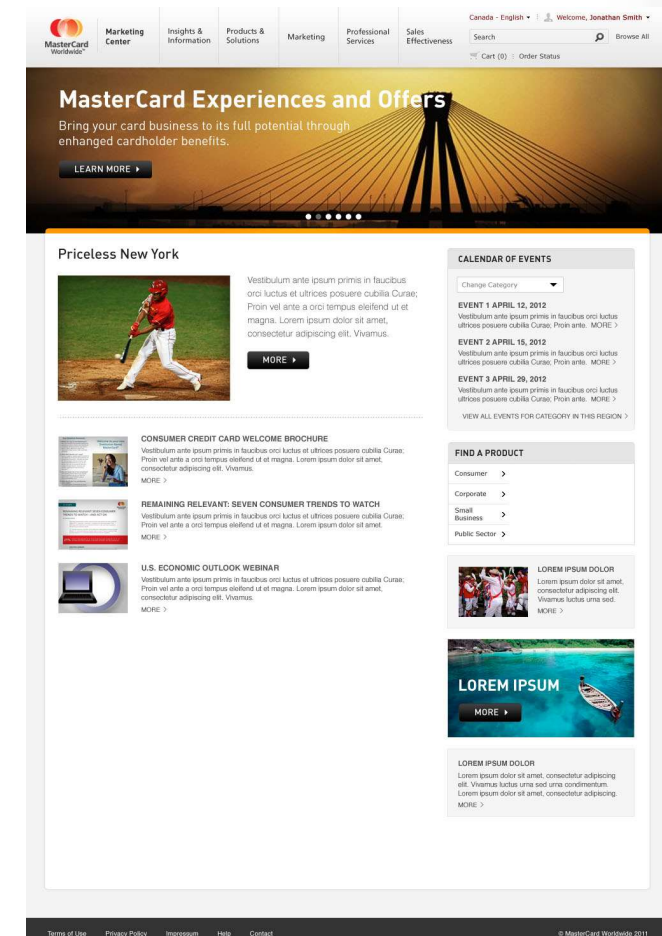 Canada - English
Welcome, Jonathan Smith
MasterCard
Worldwide™
Marketing
Center
Insights &
Information
Products &
Solutions
Marketing
Professional
Services
Sales
Effectiveness
Search
Browse All
Cart (0)
Order Status
MasterCard Experiences and Offers
Bring your card business to its full potential through
enhanged cardholder benefits.
LEARN MORE
Priceless New York
Vestibulum ante ipsum primis in faucibus
orci luctus et ultrices posuere cubilia Curae;
Proin vel ante a orci tempus eleifend ut et
magna. Lorem ipsum dolor sit amet,
consectetur adipiscing elit. Vivamus.
MORE
CONSUMER CREDIT CARD WELCOME BROCHURE
Vestibulum ante ipsum primis in faucibus orci luctus et ultrices posuere cubilia Curae;
Proin vel ante a orci tempus eleifend ut et magna. Lorem ipsum dolor sit amet,
consectetur adipiscing elit. Vivamus.
MORE >
REMAINING RELEVANT: SEVEN CONSUMER TRENDS TO WATCH
Vestibulum ante ipsum primis in faucibus orci luctus et ultrices posuere cubilia Curae;
Proin vel ante a orci tempus eleifend ut et magna. Lorem ipsum dolor sit amet.
MORE >
U.S. ECONOMIC OUTLOOK WEBINAR
Vestibulum ante ipsum primis in faucibus orci luctus et ultrices posuere cubilia Curae;
Proin vel ante a orci tempus eleifend ut et magna. Lorem ipsum dolor sit amet,
consectetur adipiscing elit. Vivamus.
MORE >
CALENDAR OF EVENTS
Change Category
EVENT 1 APRIL 12, 2012
Vestibulum ante ipsum primis in faucibus orci luctus
ultrices posuere cubilia Curae; Proin ante. MORE >
EVENT 2 APRIL 15, 2012
Vestibulum ante ipsum primis in faucibus orci luctus
ultrices posuere cubilia Curae; Proin ante. MORE >
EVENT 3 APRIL 29, 2012
Vestibulum ante ipsum primis in faucibus orci luctus
ultrices posuere cubilia Curae; Proin ante. MORE >
VIEW ALL EVENTS FOR CATEGORY IN THIS REGION >
FIND A PRODUCT
Consumer >
Corporate >
Small
Business >
Public Sector >
LOREM IPSUM DOLOR
Lorem ipsum dolor sit amet,
consectetur adipiscing elit.
Vivamus luctus urna sed.
MORE >
LOREM IPSUM
MORE
LOREM IPSUM DOLOR
Lorem ipsum dolor sit amet, consectetur adipiscing
elit. Vivamus luctus urna sed urna condimentum.
Lorem ipsum dolor sit amet, consectetur adipiscing.
MORE >
Terms of Use
Privacy Policy
Impressum
Help
Contact
© MasterCard Worldwide 2011